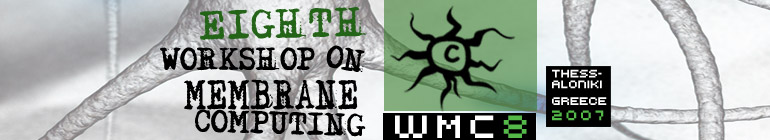 EIGHTH
WORKSHOP ON
MEMBRANE
COMPUTING
C
WMC8
THESS-
ALONIKI
GREECE
2007